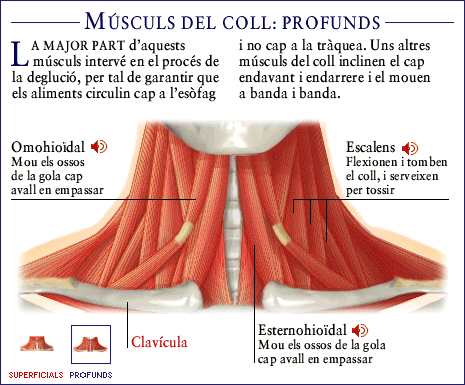 MÚSCULS DEL COLL: PROFUNDS
LA MAJOR PART d'aquests
músculs intervé en el procés de
la deglució, per tal de garantir que
els aliments circulin cap a l'esòfag
i no cap a la tràquea. Uns altres
músculs del coll inclinen el cap
endavant i endarrere i el mouen
a banda i banda.
Omohioïdal
Mou els ossos
de la gola cap
avall en empassar
Escalens
Flexionen i tomben
el coll, i serveixen
per tossir
Clavícula
Esternohioïdal
Mou els ossos de la gola
cap avall en empassar
SUPERFICIALS PROFUNDS